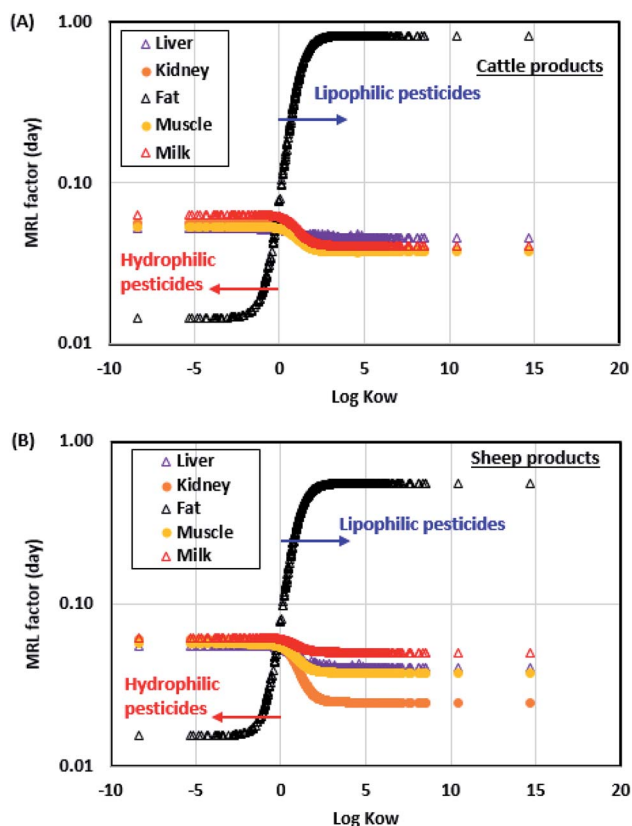 (A)
1.00
Liver
Kidney
Fat
Muscle
Milk
Cattle products
Lipophilic pesticides
0.10
MRL factor (day)
Hydrophilic
pesticides
0.01
-10 -5 0 5 10 15 20
Log Kow
(B)
1.00
Liver
Kidney
Fat
Muscle
Milk
Sheep products
Lipophilic pesticides
0.10
MRL factor (day)
Hydrophilic
pesticides
0.01
-10 -5 0 5 10 15 20
Log Kow